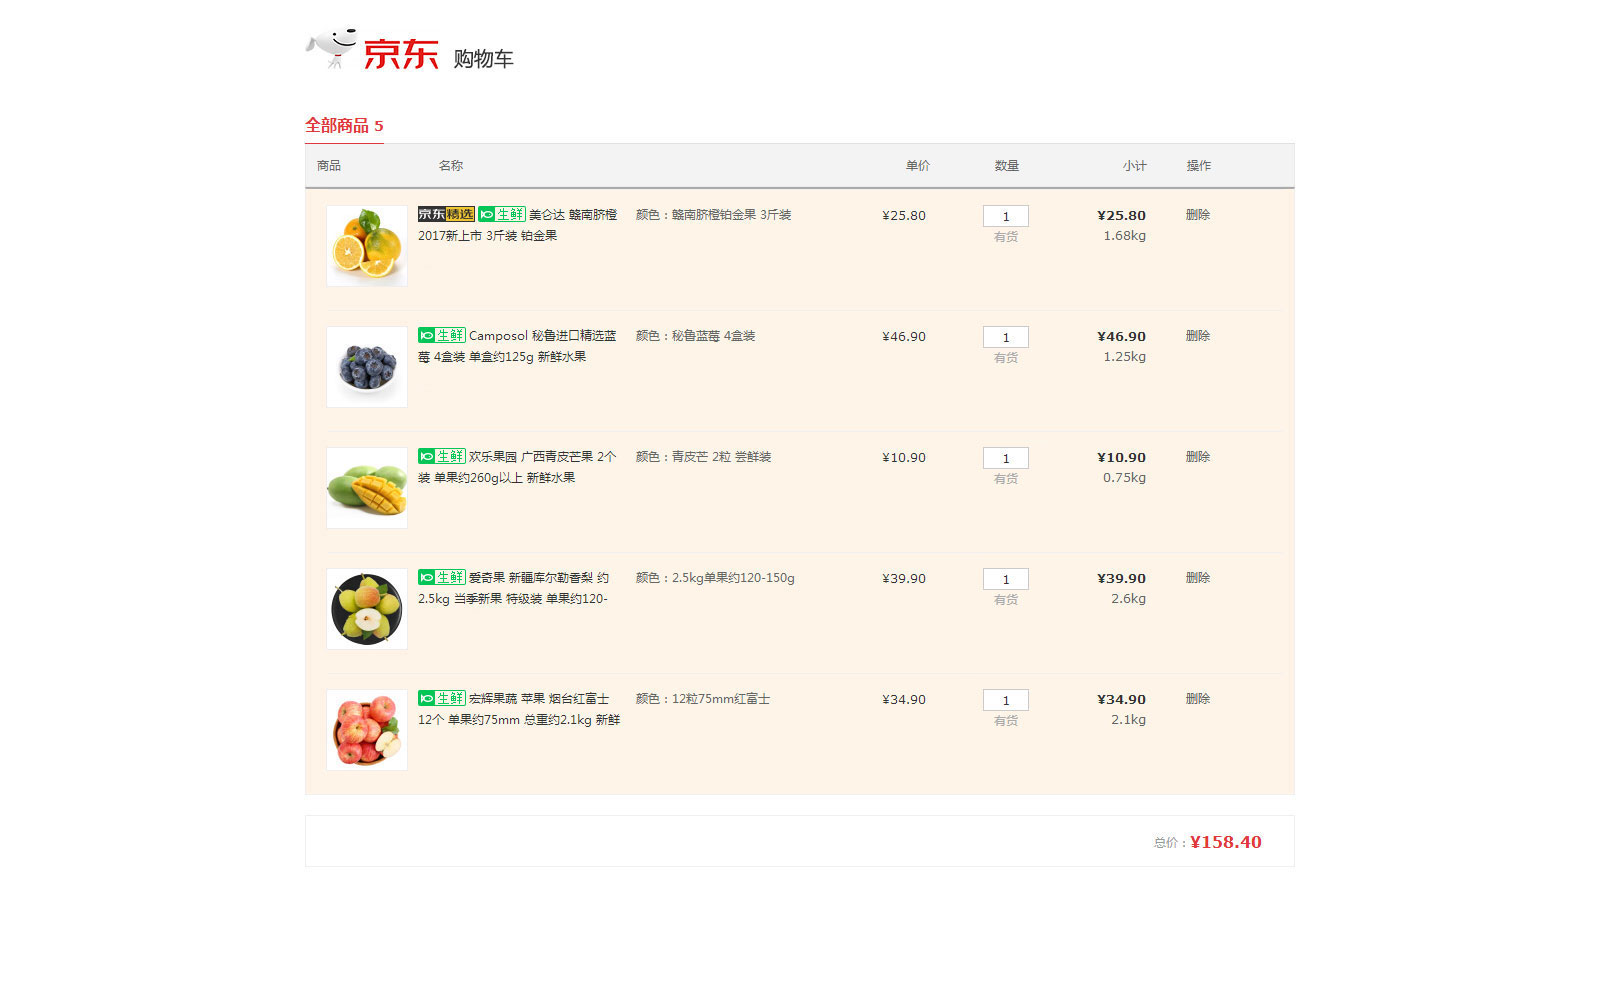 京东 购物车
全部商品 5
商品 名称 单价 数量 小计 操作
京东精选 生鲜 美仑达 赣南脐橙 颜色：赣南脐橙铂金果 3斤装 ¥25.80 1 ¥25.80 删除
2017新上市 3斤装 铂金果 有货 1.68kg
生鲜 Camposol 秘鲁进口精选蓝 颜色：秘鲁蓝莓 4盒装 ¥46.90 1 ¥46.90 删除
莓 4盒装 单盒约125g 新鲜水果 有货 1.25kg
生鲜 欢乐果园 广西青皮芒果 2个 颜色：青皮芒 2粒 尝鲜装 ¥10.90 1 ¥10.90 删除
装 单果约260g以上 新鲜水果 有货 0.75kg
生鲜 爱奇果 新疆库尔勒香梨 约 颜色：2.5kg单果约120-150g ¥39.90 1 ¥39.90 删除
2.5kg 当季新果 特级装 单果约120- 有货 2.6kg
生鲜 宏辉果蔬 苹果 烟台红富士 颜色：12粒75mm红富士 ¥34.90 1 ¥34.90 删除
12个 单果约75mm 总重约2.1kg 新鲜 有货 2.1kg
总价：¥158.40